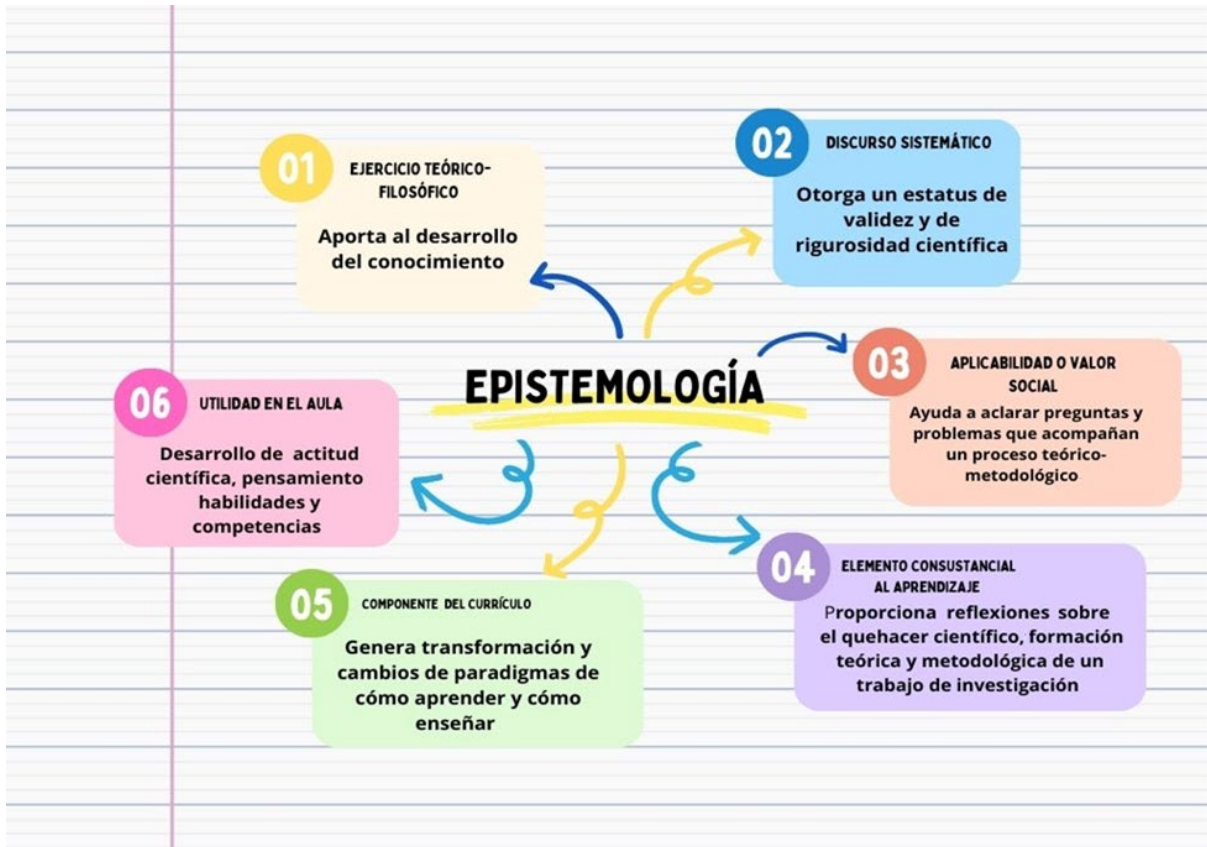 01
EJERCICIO TEÓRICO-
FILOSÓFICO
Aporta al desarrollo
del conocimiento
02
DISCURSO SISTEMÁTICO
Otorga un estatus de
validez y de
rigurosidad científica
EPISTEMOLOGÍA
03
APLICABILIDAD O VALOR
SOCIAL
Ayuda a aclarar preguntas y
problemas que acompañan
un proceso teórico-
metodológico
04
ELEMENTO CONSUSTANCIAL
AL APRENDIZAJE
Proporciona reflexiones sobre
el quehacer científico, formación
teórica y metodológica de un
trabajo de investigación
05
COMPONENTE DEL CURRÍCULO
Genera transformación y
cambios de paradigmas de
cómo aprender y cómo
enseñar
06
UTILIDAD EN EL AULA
Desarrollo de actitud
científica, pensamiento
habilidades y
competencias